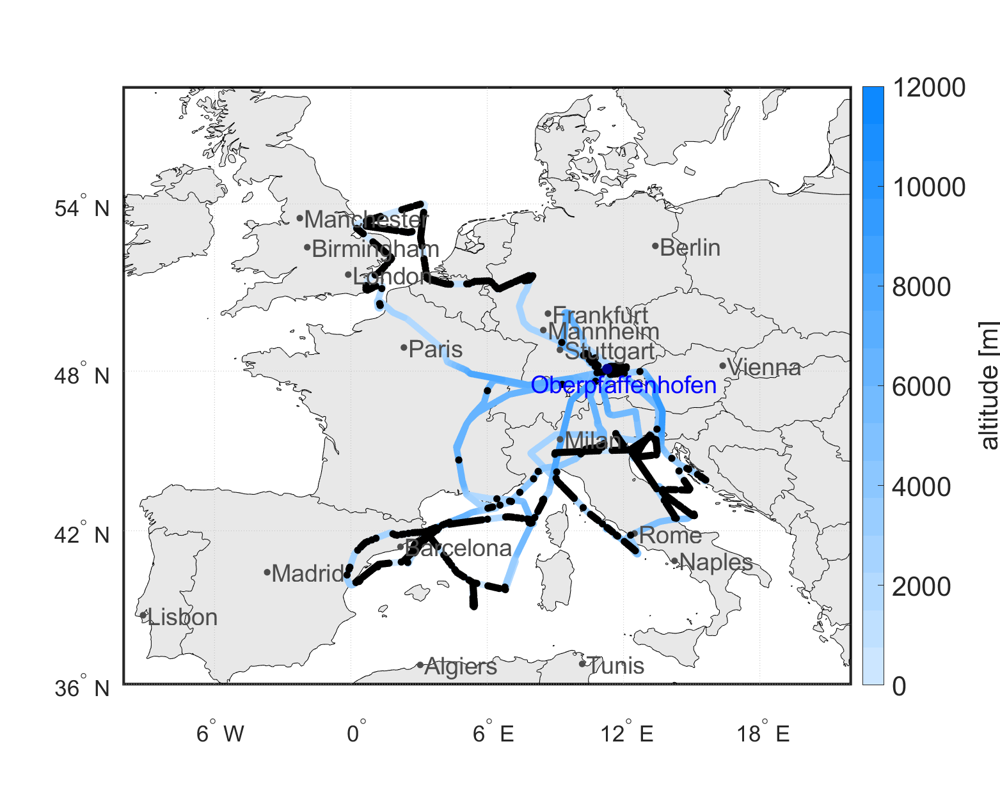 12000
10000
8000
6000
4000
2000
0
altitude [m]
54° N
48° N
42° N
36° N
6° W
0°
6° E
12° E
18° E
Manchester
Birmingham
London
Berlin
Frankfurt
Mannheim
Stuttgart
Paris
Vienna
Oberpfaffenhofen
Milan
Rome
Barcelona
Naples
Madrid
Lisbon
Algiers
Tunis